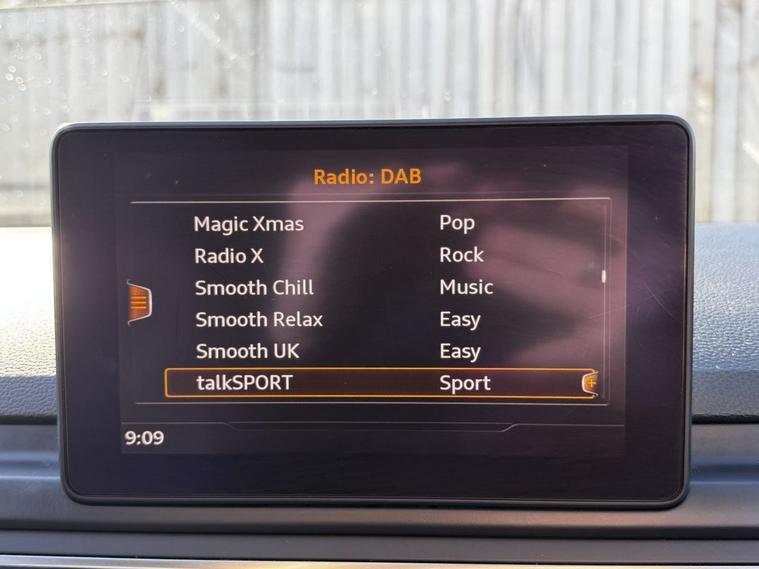 Radio: DAB
Magic Xmas Pop
Radio X Rock
Smooth Chill Music
Smooth Relax Easy
Smooth UK Easy
talkSPORT Sport
9:09